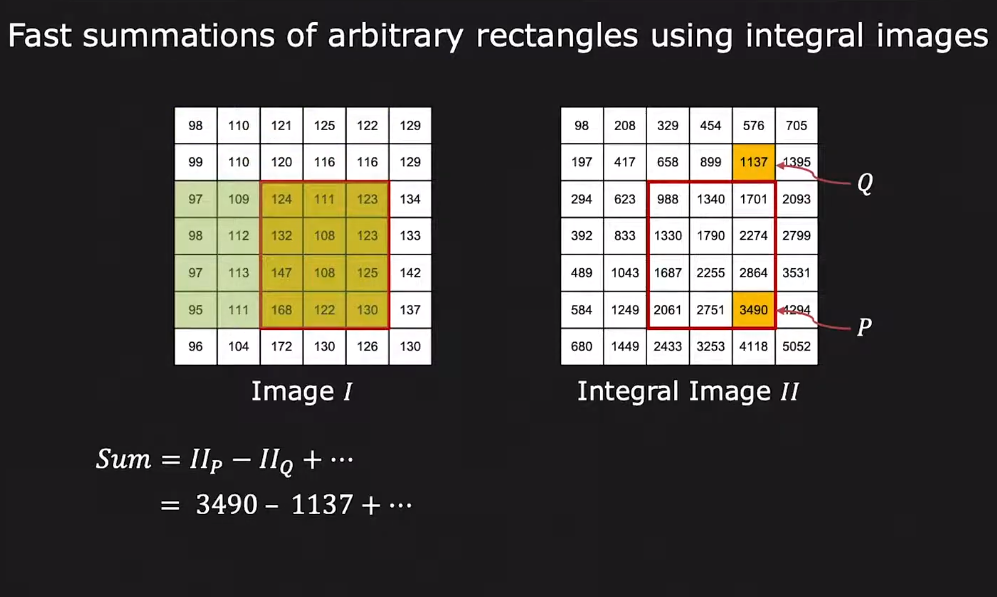 Fast summations of arbitrary rectangles using integral images
98 110 121 125 122 129
99 110 120 116 116 129
97 109 124 111 123 134
98 112 132 108 123 133
97 113 147 108 125 142
95 111 168 122 130 137
96 104 172 130 126 130
Image I
98 208 329 454 576 705
197 417 658 899 1137 1395
294 623 988 1340 1701 2093
392 833 1330 1790 2274 2799
489 1043 1687 2255 2864 3531
584 1249 2061 2751 3490 4294
680 1449 2433 3253 4118 5052
Q
P
Integral Image II
Sum = II_P − II_Q + ⋯
= 3490 – 1137 + ⋯